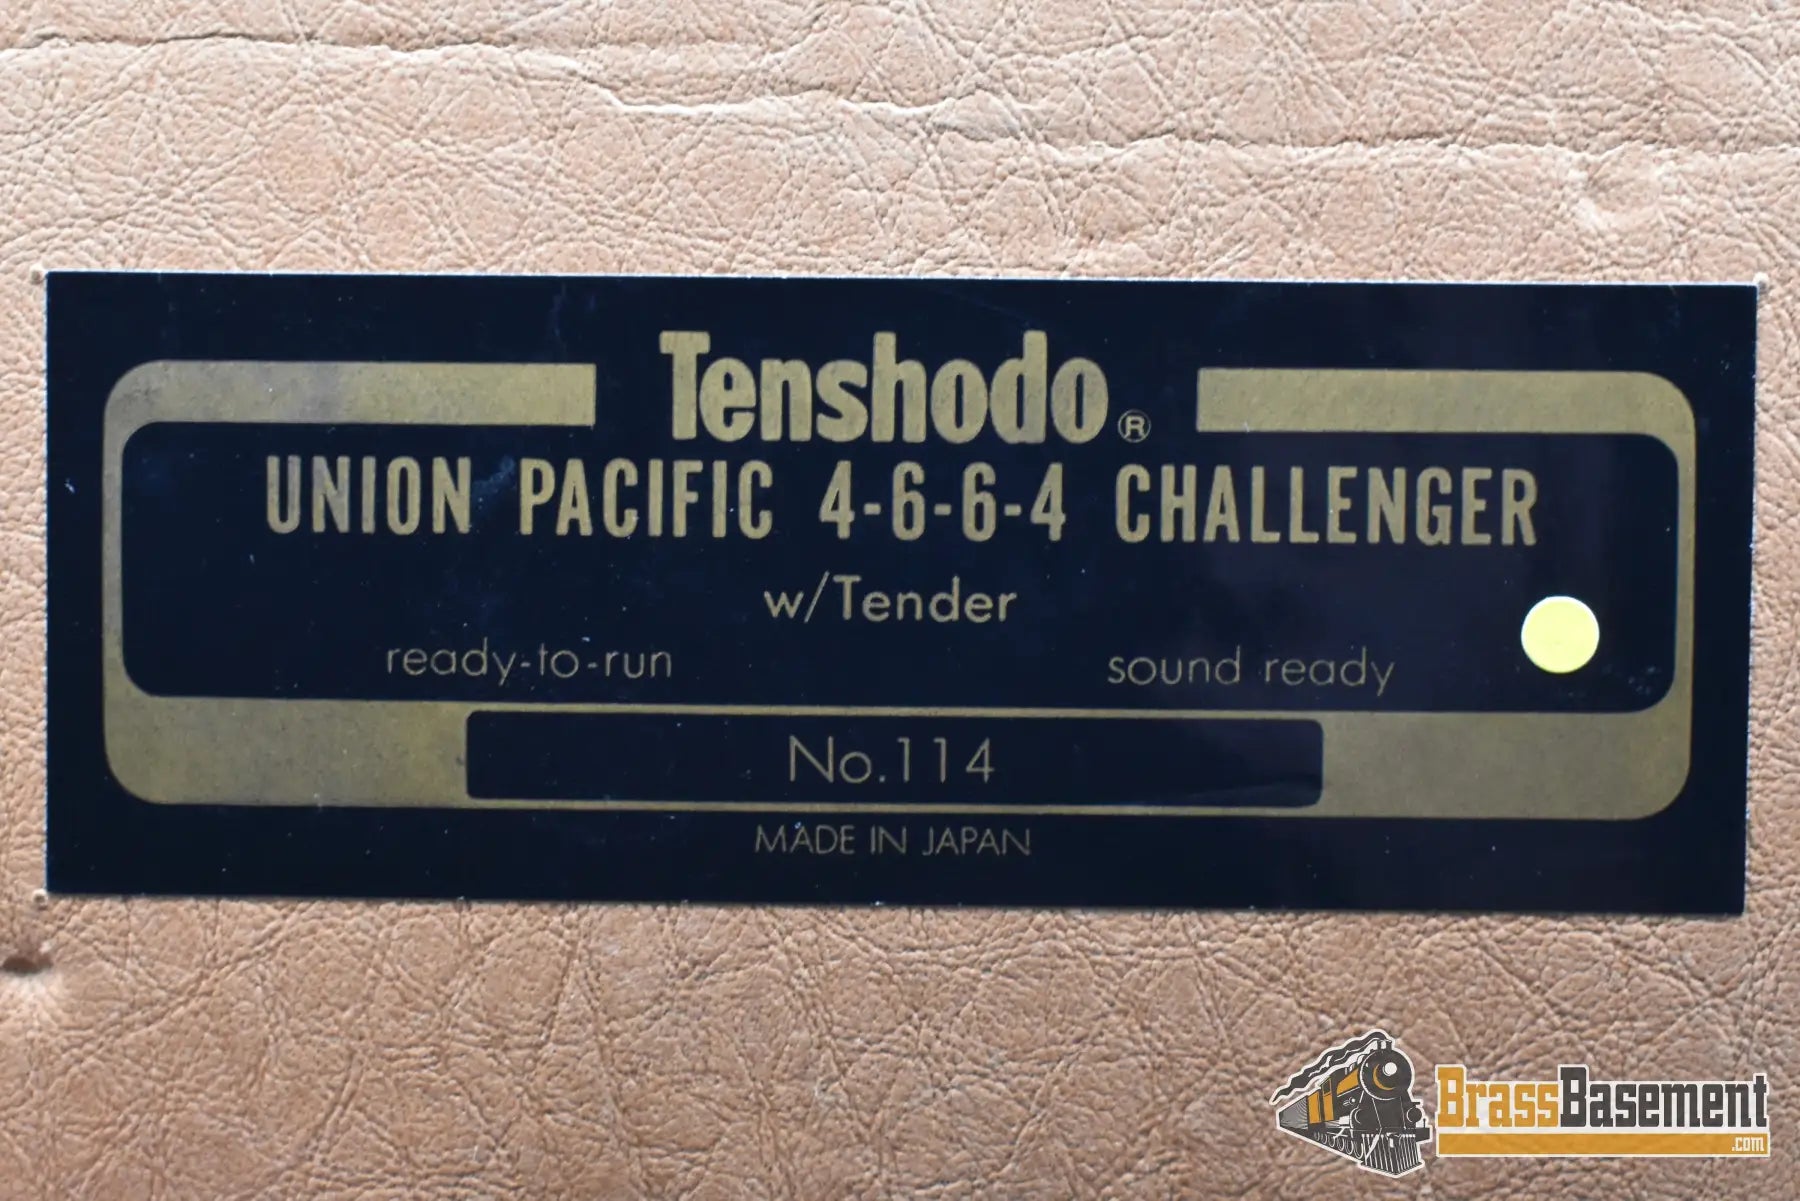 Tenshodo®
UNION PACIFIC 4-6-6-4 CHALLENGER
w/Tender
ready-to-run sound ready
No.114
MADE IN JAPAN
BrassBasement
.com